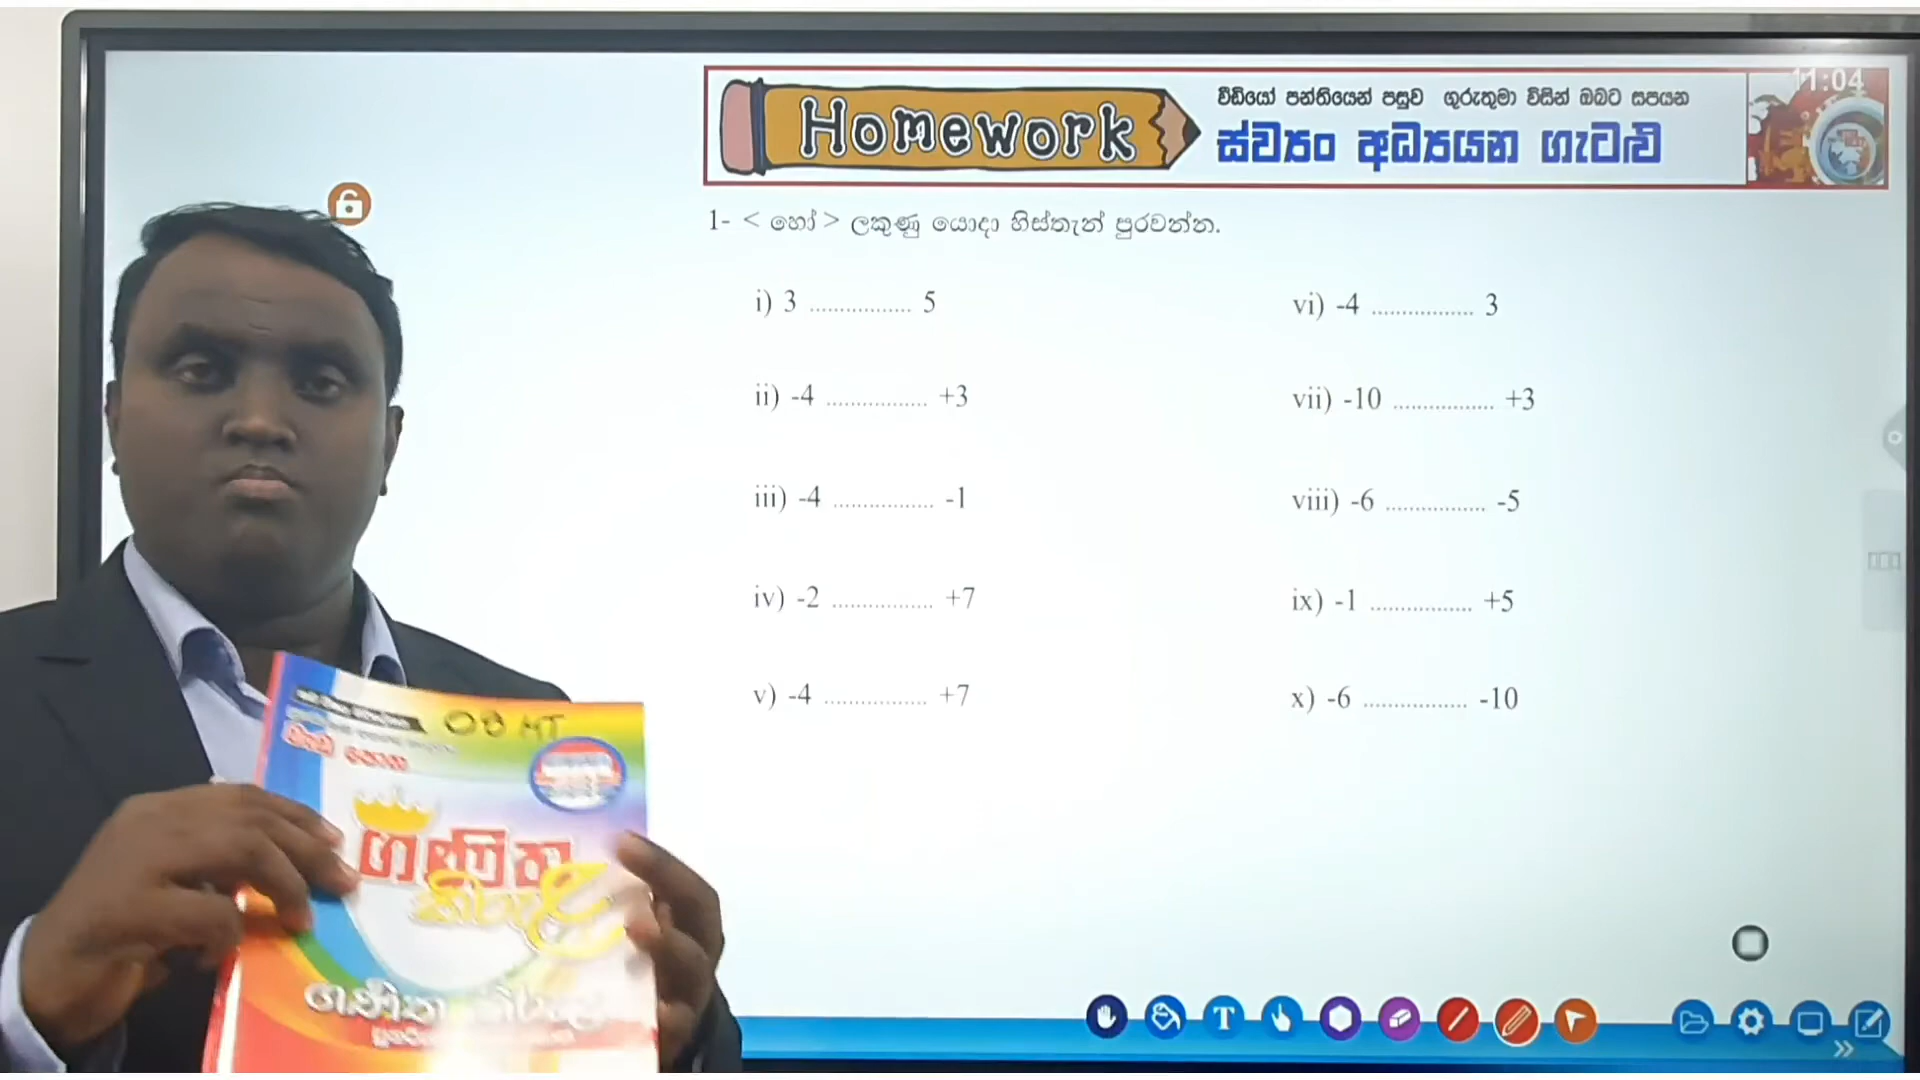 11:04
Homework
වීඩියෝ පන්තියෙන් පසුව ගුරුතුමා විසින් ඔබට සපයන
ස්වයං අධ්‍යයන ගැටළු
1- < හෝ > ලකුණු යොදා හිස්තැන් පුරවන්න.
i) 3 ................. 5
ii) -4 ................. +3
iii) -4 ................. -1
iv) -2 ................. +7
v) -4 ................. +7
vi) -4 ................. 3
vii) -10 ................. +3
viii) -6 ................. -5
ix) -1 ................. +5
x) -6 ................. -10
වැඩ පොත
ගණිත
කිරුළ
ගණිත කිරුළ
T